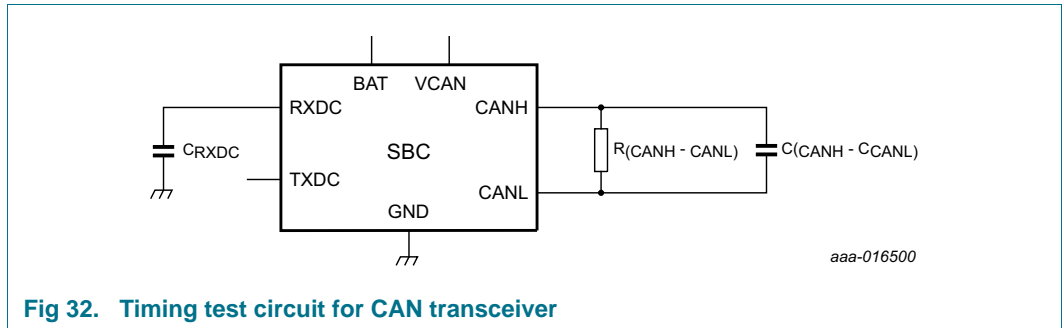 BAT VCAN
RXDC CANH
CRXDC SBC R(CANH - CANL) C(CANH - CCANL)
TXDC CANL
GND
aaa-016500
Fig 32. Timing test circuit for CAN transceiver